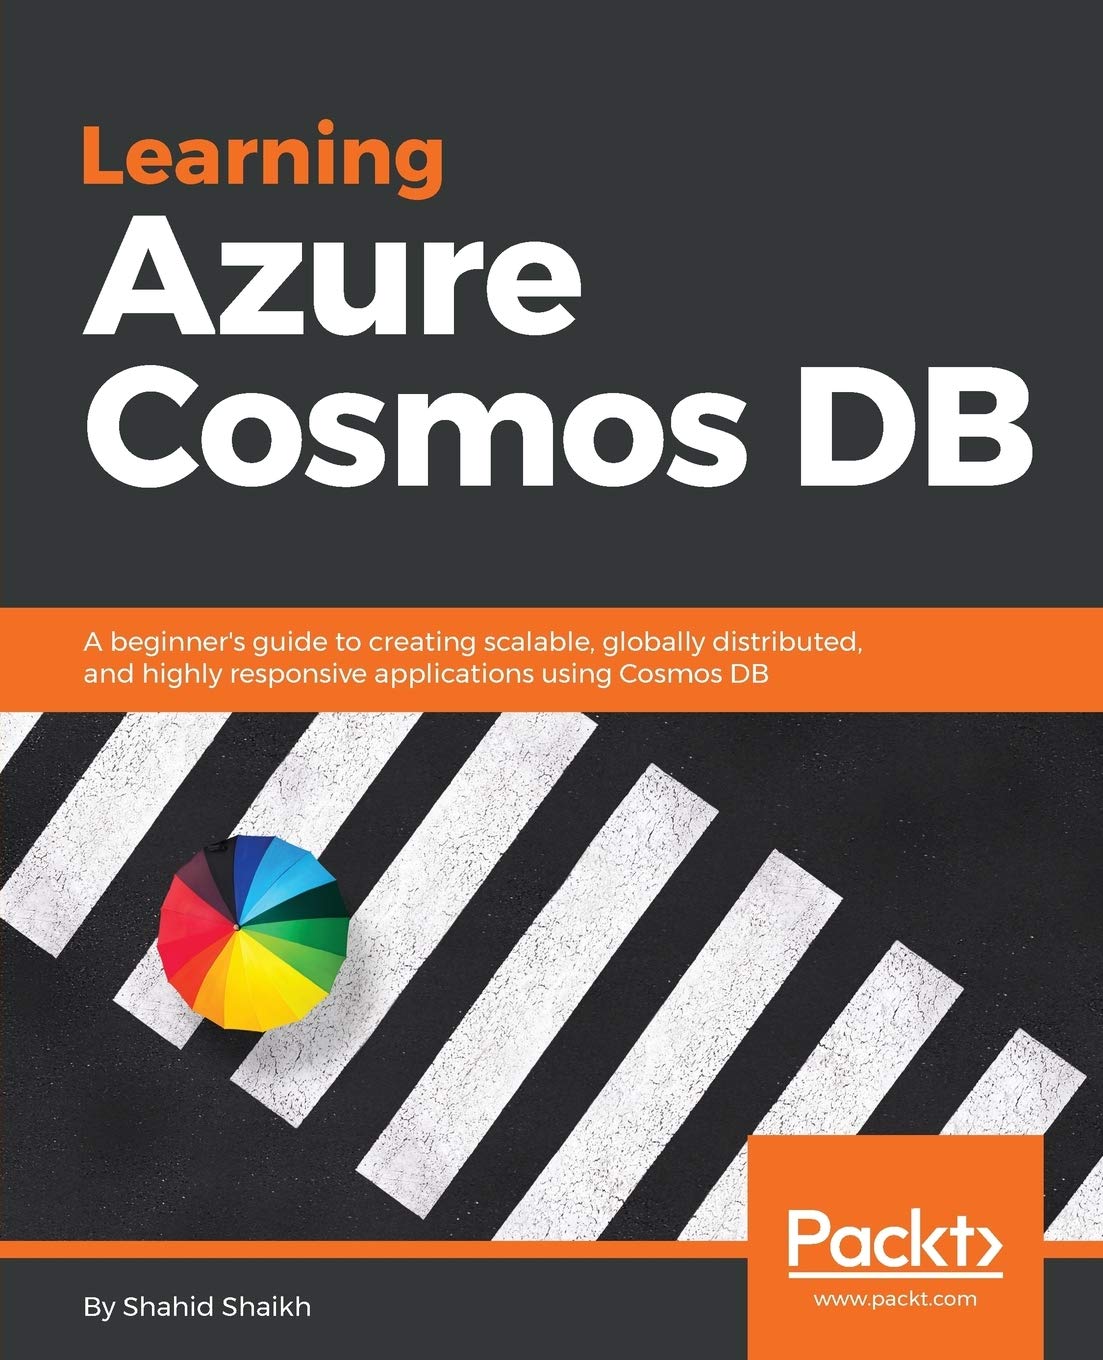 Learning
Azure
Cosmos DB
A beginner's guide to creating scalable, globally distributed,
and highly responsive applications using Cosmos DB
Packt>
www.packt.com
By Shahid Shaikh